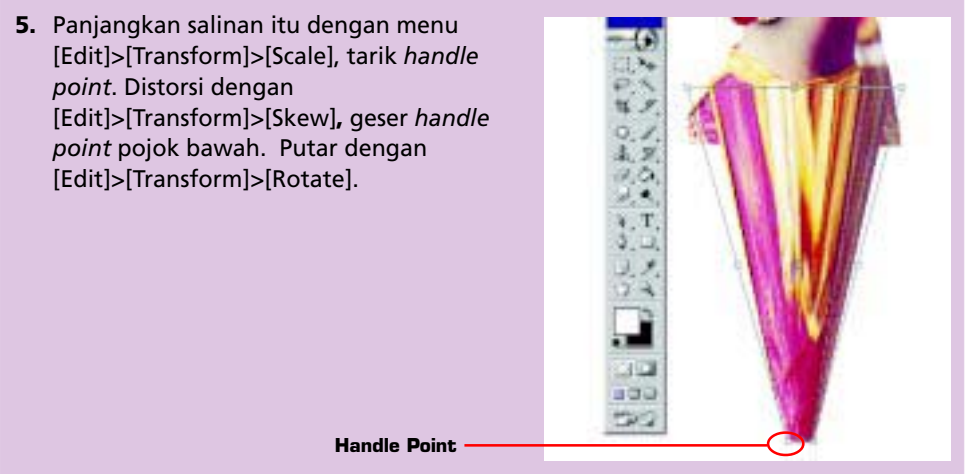 5. Panjangkan salinan itu dengan menu
[Edit]>[Transform]>[Scale], tarik handle
point. Distorsi dengan
[Edit]>[Transform]>[Skew], geser handle
point pojok bawah. Putar dengan
[Edit]>[Transform]>[Rotate].
T
Handle Point